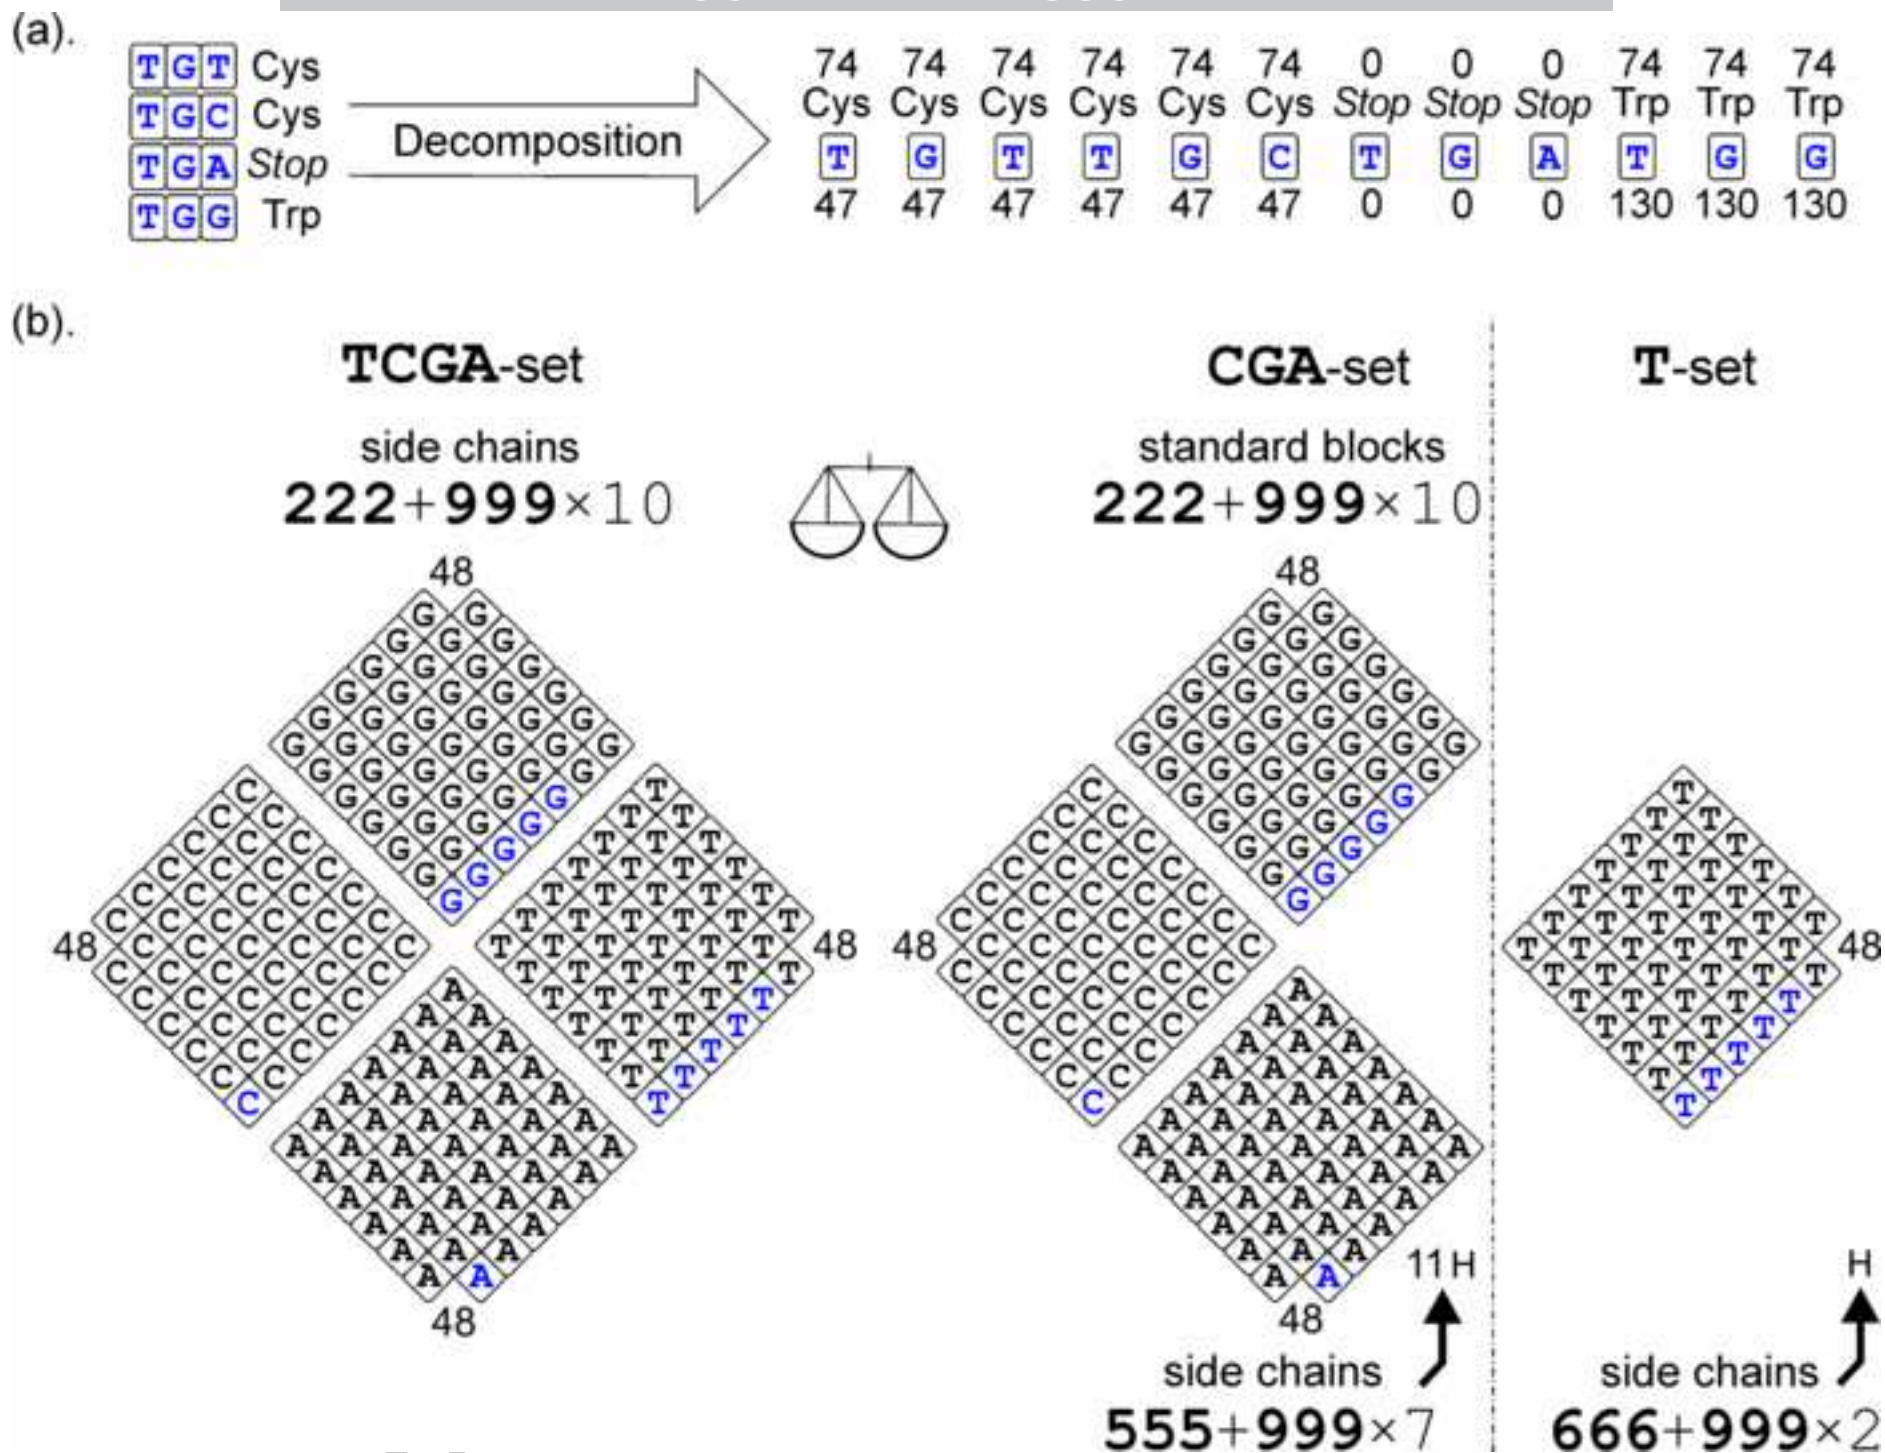 (a).
TGT Cys
TGC Cys
TGA Stop
TGG Trp
Decomposition
74 74 74 74 74 74 0 0 0 74 74 74
Cys Cys Cys Cys Cys Cys Stop Stop Stop Trp Trp Trp
T G T T G C T G A T G G
47 47 47 47 47 47 0 0 0 130 130 130
(b).
TCGA-set
side chains
222+999×10
48
G G
G G G
G G G G
G G G G G
G G G G G G
G G G G G G G
G G G G G G
G G G G G
G G G G
G G G
G G
G
48
C
C C
C C C
C C C C
C C C C C
C C C C C C
C C C C C C
C C C C C C
C C C C C
C C C C
C C C
C C
C
T
T T
T T T
T T T T
T T T T T
T T T T T T
T T T T T T
T T T T T T
T T T T T
T T T T
T T T
T T
T
48
A
A A
A A A
A A A A
A A A A A
A A A A A A
A A A A A A A
A A A A A A
A A A A A
A A A A
A A A
A A
48
CGA-set
standard blocks
222+999×10
48
G G
G G G
G G G G
G G G G G
G G G G G G
G G G G G G G
G G G G G G
G G G G G
G G G G
G G G
G G
G
48
C
C C
C C C
C C C C
C C C C C
C C C C C C
C C C C C C
C C C C C C
C C C C C
C C C C
C C C
C C
C
A
A A
A A A
A A A A
A A A A A
A A A A A A
A A A A A A A
A A A A A A
A A A A A
A A A A
A A A
A A
48
11H
side chains
555+999×7
T-set
T
T T
T T T
T T T T
T T T T T
T T T T T T
T T T T T T
T T T T T T
T T T T T
T T T T
T T T
T T
T
48
H
side chains
666+999×2